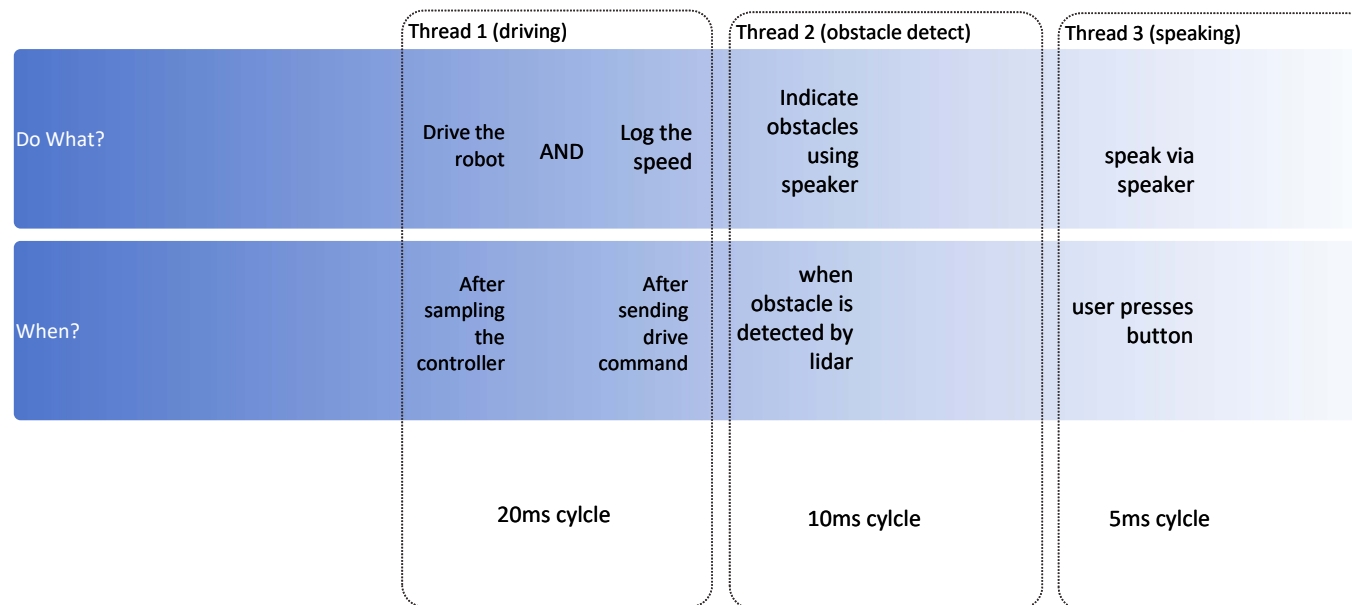 Thread 1 (driving)
Thread 2 (obstacle detect)
Thread 3 (speaking)
Do What?
Drive the
robot
AND
Log the
speed
Indicate
obstacles
using
speaker
speak via
speaker
When?
After
sampling
the
controller
After
sending
drive
command
when
obstacle is
detected by
lidar
user presses
button
20ms cylcle
10ms cylcle
5ms cylcle